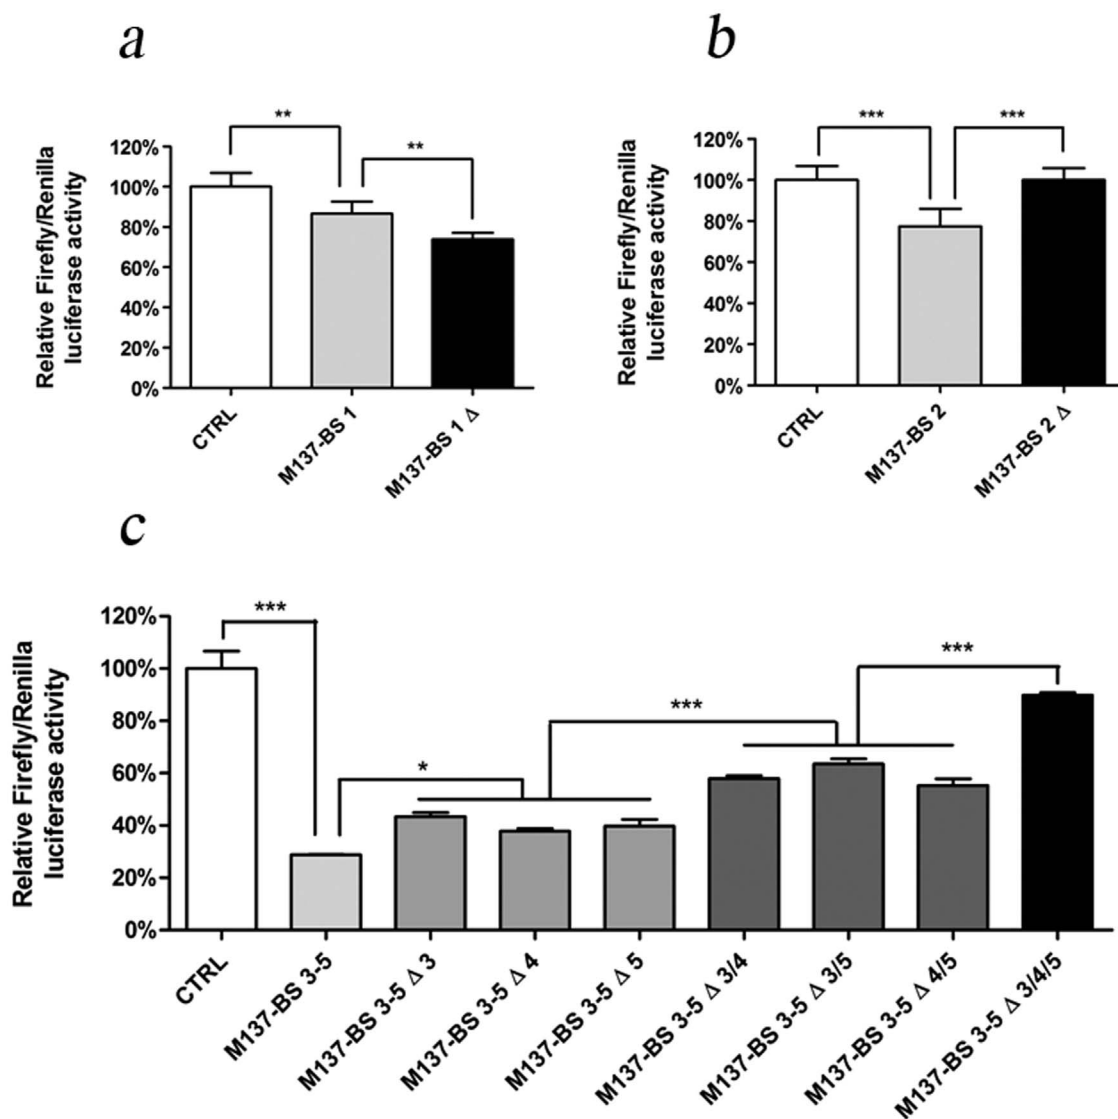 a
Relative Firefly/Renilla
luciferase activity
120%
100%
80%
60%
40%
20%
0%
**
**
CTRL
M137-BS 1
M137-BS 1 Δ
b
Relative Firefly/Renilla
luciferase activity
120%
100%
80%
60%
40%
20%
0%
***
***
CTRL
M137-BS 2
M137-BS 2 Δ
c
Relative Firefly/Renilla
luciferase activity
120%
100%
80%
60%
40%
20%
0%
***
*
***
***
CTRL
M137-BS 3-5
M137-BS 3-5 Δ 3
M137-BS 3-5 Δ 4
M137-BS 3-5 Δ 5
M137-BS 3-5 Δ 3/4
M137-BS 3-5 Δ 3/5
M137-BS 3-5 Δ 4/5
M137-BS 3-5 Δ 3/4/5